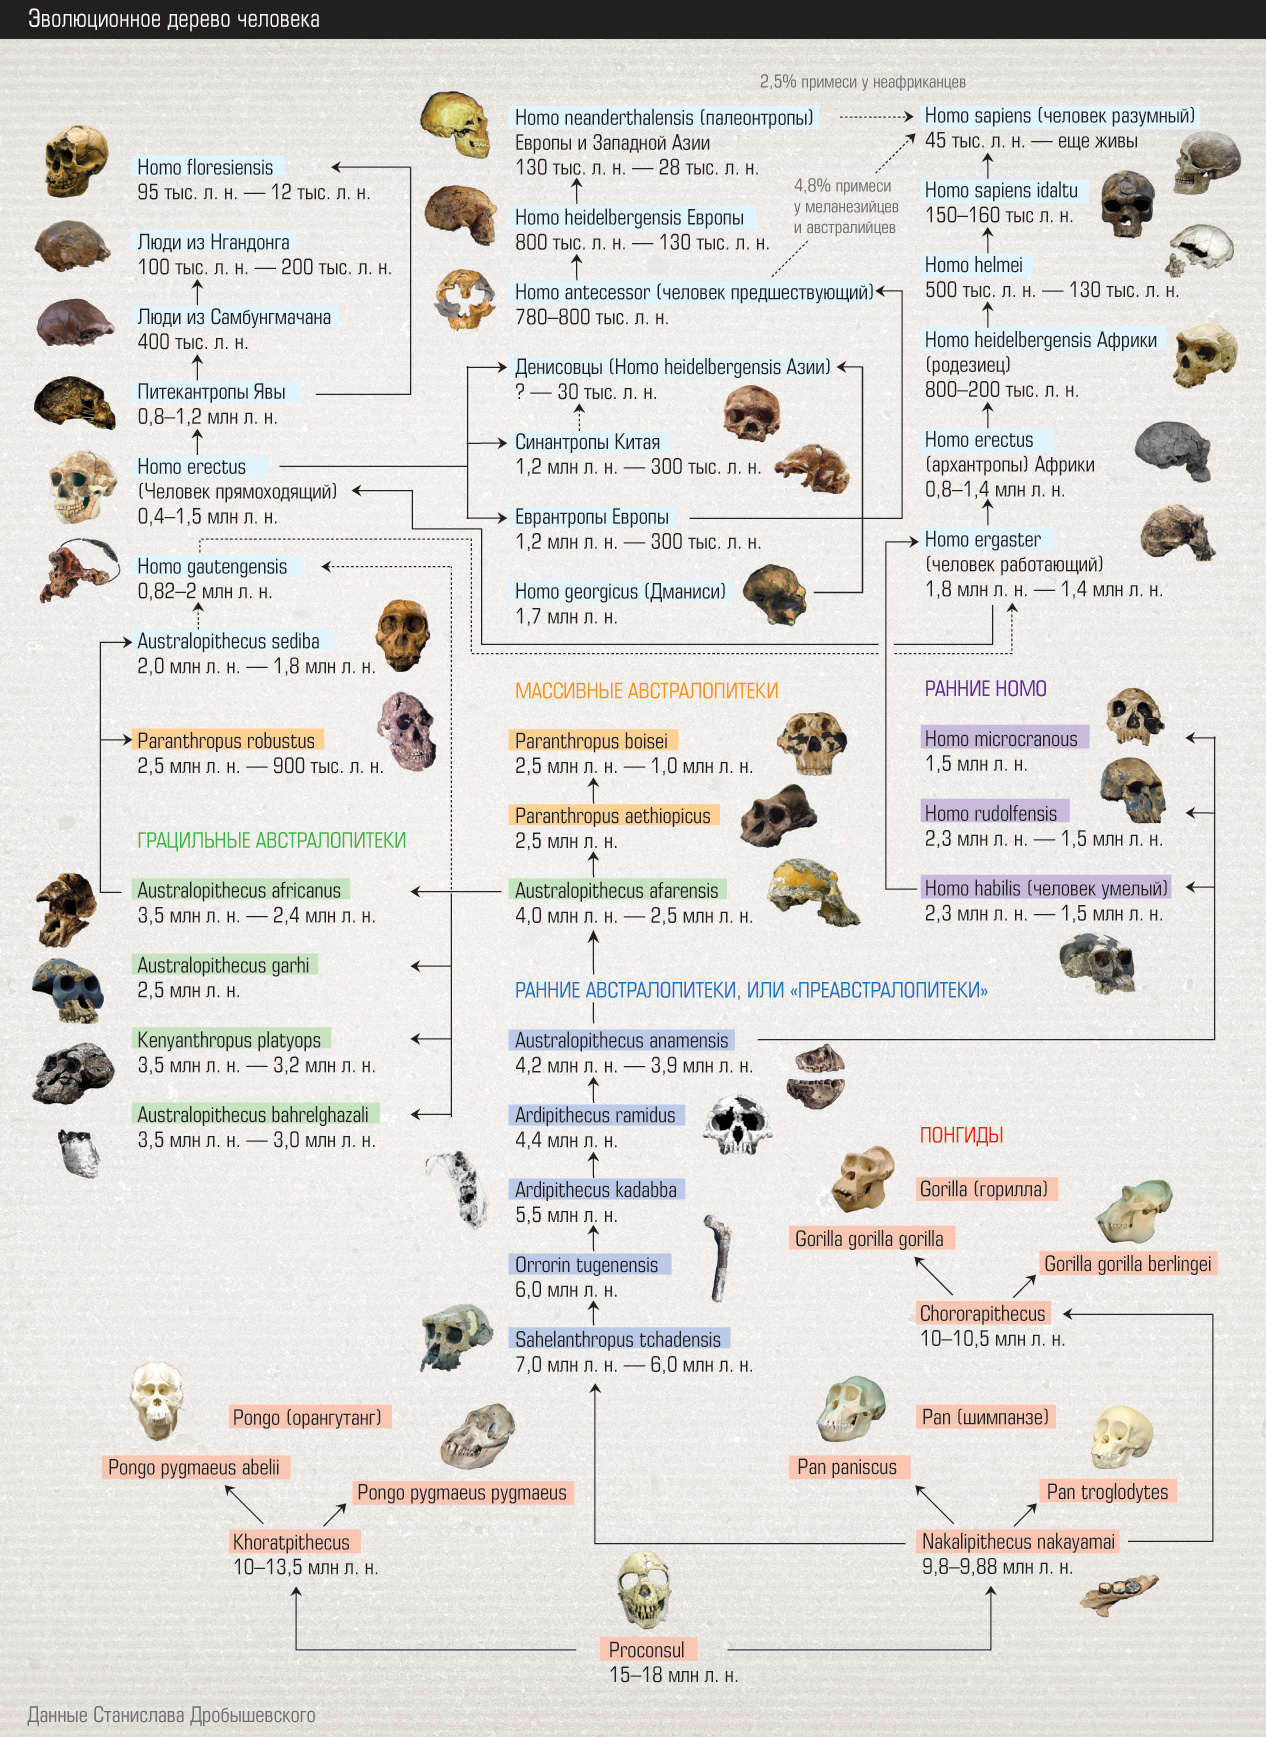 Эволюционное дерево человека
2,5% примеси у неафриканцев
Homo neanderthalensis (палеонтропы)
Европы и Западной Азии
130 тыс. л. н. — 28 тыс. л. н.
Homo sapiens (человек разумный)
45 тыс. л. н. — еще живы
Homo floresiensis
95 тыс. л. н. — 12 тыс. л. н.
4,8% примеси
у меланезийцев
и австралийцев
Homo sapiens idaltu
150–160 тыс л. н.
Homo heidelbergensis Европы
800 тыс. л. н. — 130 тыс. л. н.
Люди из Нгандонга
100 тыс. л. н. — 200 тыс. л. н.
Homo helmei
500 тыс. л. н. — 130 тыс. л. н.
Homo antecessor (человек предшествующий)
780–800 тыс. л. н.
Люди из Самбунгмачана
400 тыс. л. н.
Homo heidelbergensis Африки
(родезиец)
800–200 тыс. л. н.
Денисовцы (Homo heidelbergensis Азии)
? — 30 тыс. л. н.
Питекантропы Явы
0,8–1,2 млн л. н.
Синантропы Китая
1,2 млн л. н. — 300 тыс. л. н.
Homo erectus
(архантропы) Африки
0,8–1,4 млн л. н.
Homo erectus
(Человек прямоходящий)
0,4–1,5 млн л. н.
Еврантропы Европы
1,2 млн л. н. — 300 тыс. л. н.
Homo ergaster
(человек работающий)
1,8 млн л. н. — 1,4 млн л. н.
Homo gautengensis
0,82–2 млн л. н.
Homo georgicus (Дманиси)
1,7 млн л. н.
Australopithecus sediba
2,0 млн л. н. — 1,8 млн л. н.
МАССИВНЫЕ АВСТРАЛОПИТЕКИ
РАННИЕ HOMO
Paranthropus robustus
2,5 млн л. н. — 900 тыс. л. н.
Paranthropus boisei
2,5 млн л. н. — 1,0 млн л. н.
Homo microcranous
1,5 млн л. н.
Paranthropus aethiopicus
2,5 млн л. н.
Homo rudolfensis
2,3 млн л. н. — 1,5 млн л. н.
ГРАЦИЛЬНЫЕ АВСТРАЛОПИТЕКИ
Australopithecus africanus
3,5 млн л. н. — 2,4 млн л. н.
Australopithecus afarensis
4,0 млн л. н. — 2,5 млн л. н.
Homo habilis (человек умелый)
2,3 млн л. н. — 1,5 млн л. н.
Australopithecus garhi
2,5 млн л. н.
РАННИЕ АВСТРАЛОПИТЕКИ, ИЛИ «ПРЕАВСТРАЛОПИТЕКИ»
Kenyanthropus platyops
3,5 млн л. н. — 3,2 млн л. н.
Australopithecus anamensis
4,2 млн л. н. — 3,9 млн л. н.
Australopithecus bahrelghazali
3,5 млн л. н. — 3,0 млн л. н.
Ardipithecus ramidus
4,4 млн л. н.
ПОНГИДЫ
Ardipithecus kadabba
5,5 млн л. н.
Gorilla (горилла)
Gorilla gorilla gorilla
Gorilla gorilla berlingei
Orrorin tugenensis
6,0 млн л. н.
Chororapithecus
10–10,5 млн л. н.
Sahelanthropus tchadensis
7,0 млн л. н. — 6,0 млн л. н.
Pongo (орангутанг)
Pan (шимпанзе)
Pongo pygmaeus abelii
Pongo pygmaeus pygmaeus
Pan paniscus
Pan troglodytes
Khoratpithecus
10–13,5 млн л. н.
Nakalipithecus nakayamai
9,8–9,88 млн л. н.
Proconsul
15–18 млн л. н.
Данные Станислава Дробышевского